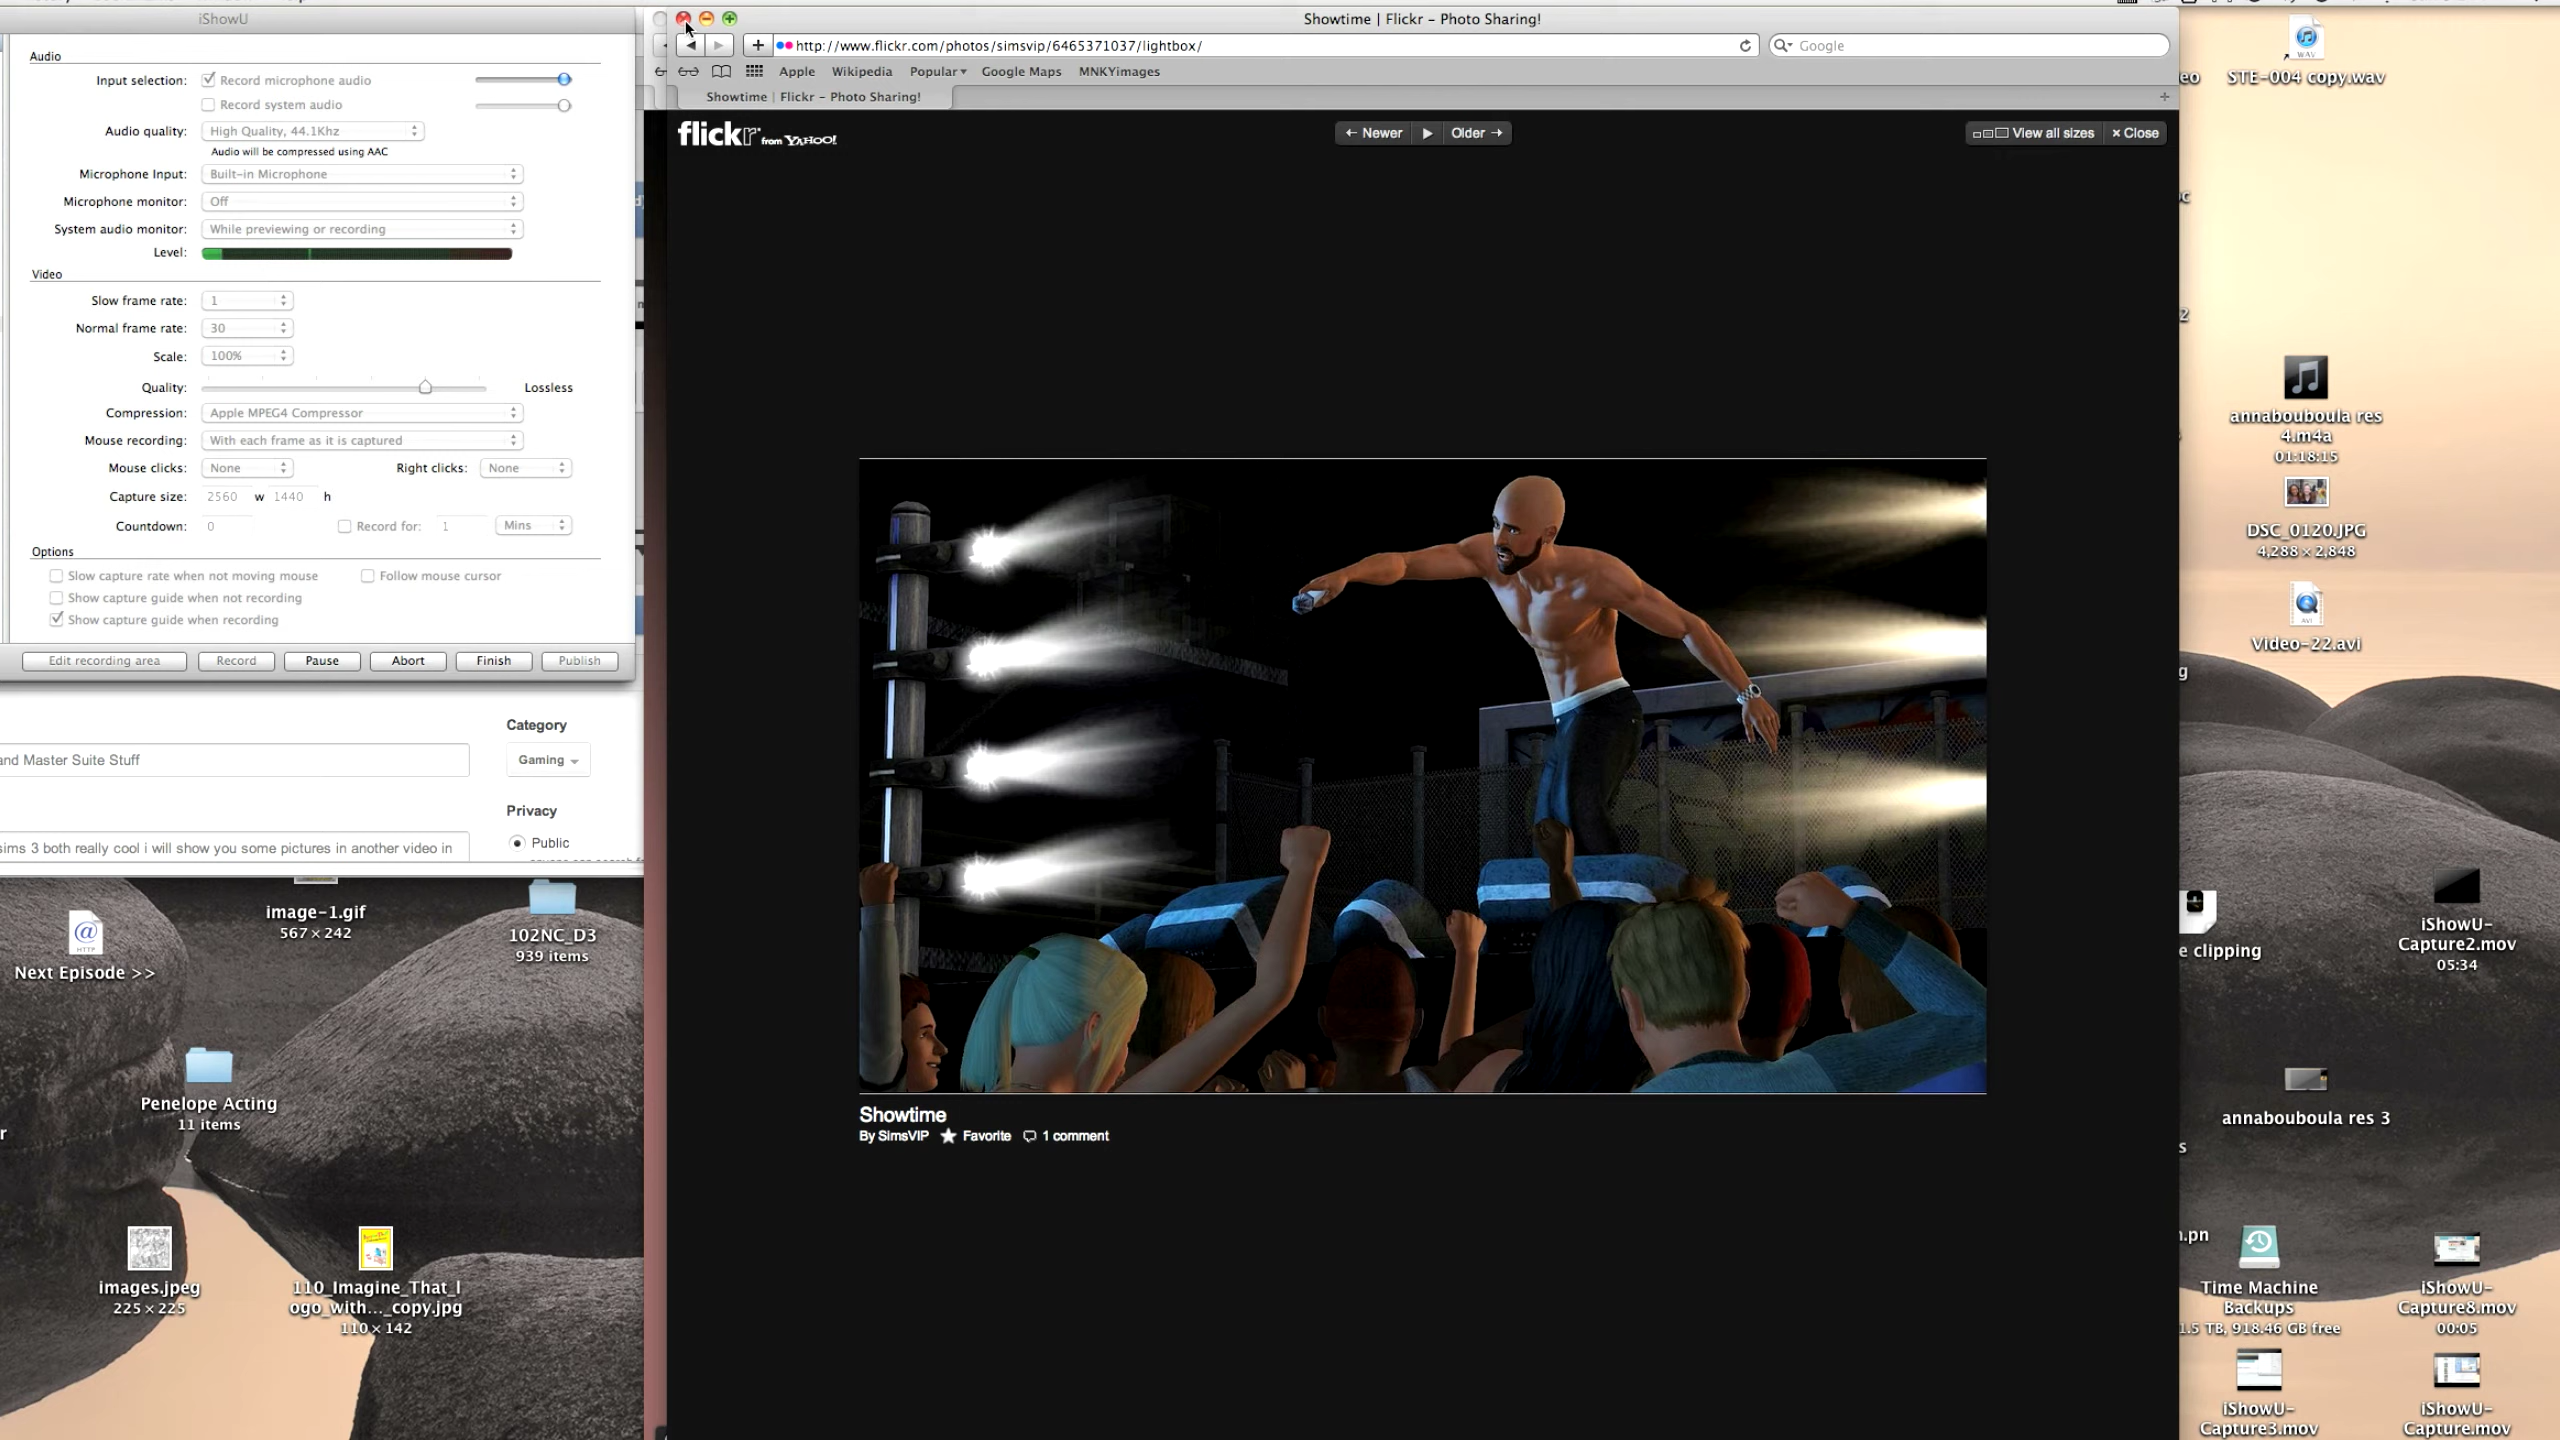 iShowU
Audio
Input selection: Record microphone audio
Record system audio
Audio quality: High Quality, 44.1Khz
Audio will be compressed using AAC
Microphone Input: Built-in Microphone
Microphone monitor: Off
System audio monitor: While previewing or recording
Level:
Video
Slow frame rate: 1
Normal frame rate: 30
Scale: 100%
Quality: Lossless
Compression: Apple MPEG4 Compressor
Mouse recording: With each frame as it is captured
Mouse clicks: None Right clicks: None
Capture size: 2560 w 1440 h
Countdown: 0 Record for: 1 Mins
Options
Slow capture rate when not moving mouse Follow mouse cursor
Show capture guide when not recording
Show capture guide when recording
Edit recording area Record Pause Abort Finish Publish
Category
and Master Suite Stuff Gaming
Privacy
Public
sims 3 both really cool i will show you some pictures in another video in
Showtime | Flickr - Photo Sharing!
http://www.flickr.com/photos/simsvip/6465371037/lightbox/ Google
Apple Wikipedia Popular Google Maps MNKYimages
Showtime | Flickr - Photo Sharing!
flickr from YAHOO!
← Newer Older → View all sizes × Close
Showtime
By SimsVIP Favorite 1 comment
@
HTTP
Next Episode >>
image-1.gif
567 × 242
102NC_D3
939 items
Penelope Acting
11 items
images.jpeg
225 × 225
110_Imagine_That_l
ogo_with..._copy.jpg
110 × 142
WAV
STE-004 copy.wav
annabouboula res
4.m4a
01:18:15
DSC_0120.JPG
4,288 × 2,848
AVI
Video-22.avi
e clipping
iShowU-
Capture2.mov
05:34
annabouboula res 3
n.pn
Time Machine
Backups
1.5 TB, 918.46 GB free
iShowU-
Capture8.mov
00:05
iShowU-
Capture3.mov
iShowU-
Capture.mov